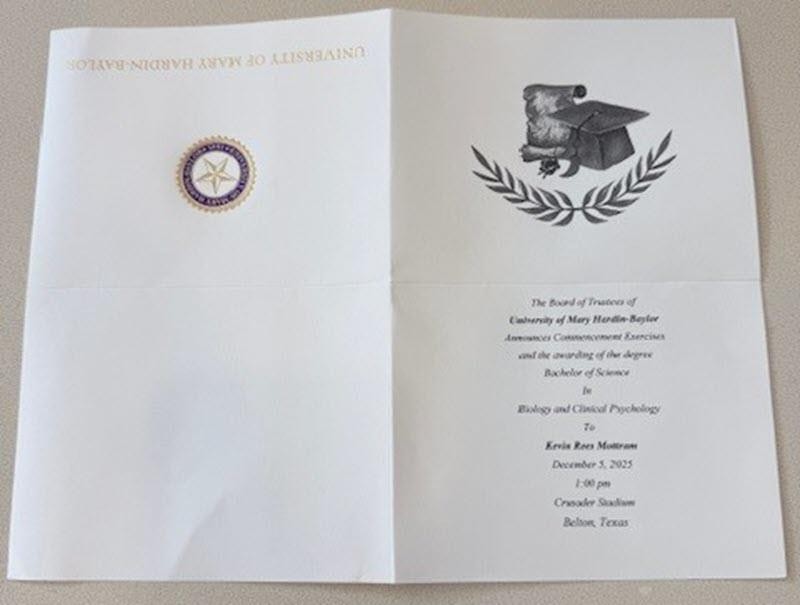 UNIVERSITY OF MARY HARDIN-BAYLOR
The Board of Trustees of
University of Mary Hardin-Baylor
Announces Commencement Exercises
and the awarding of the degree
Bachelor of Science
In
Biology and Clinical Psychology
To
Kevin Rees Mottram
December 5, 2025
1:00 pm
Crusader Stadium
Belton, Texas